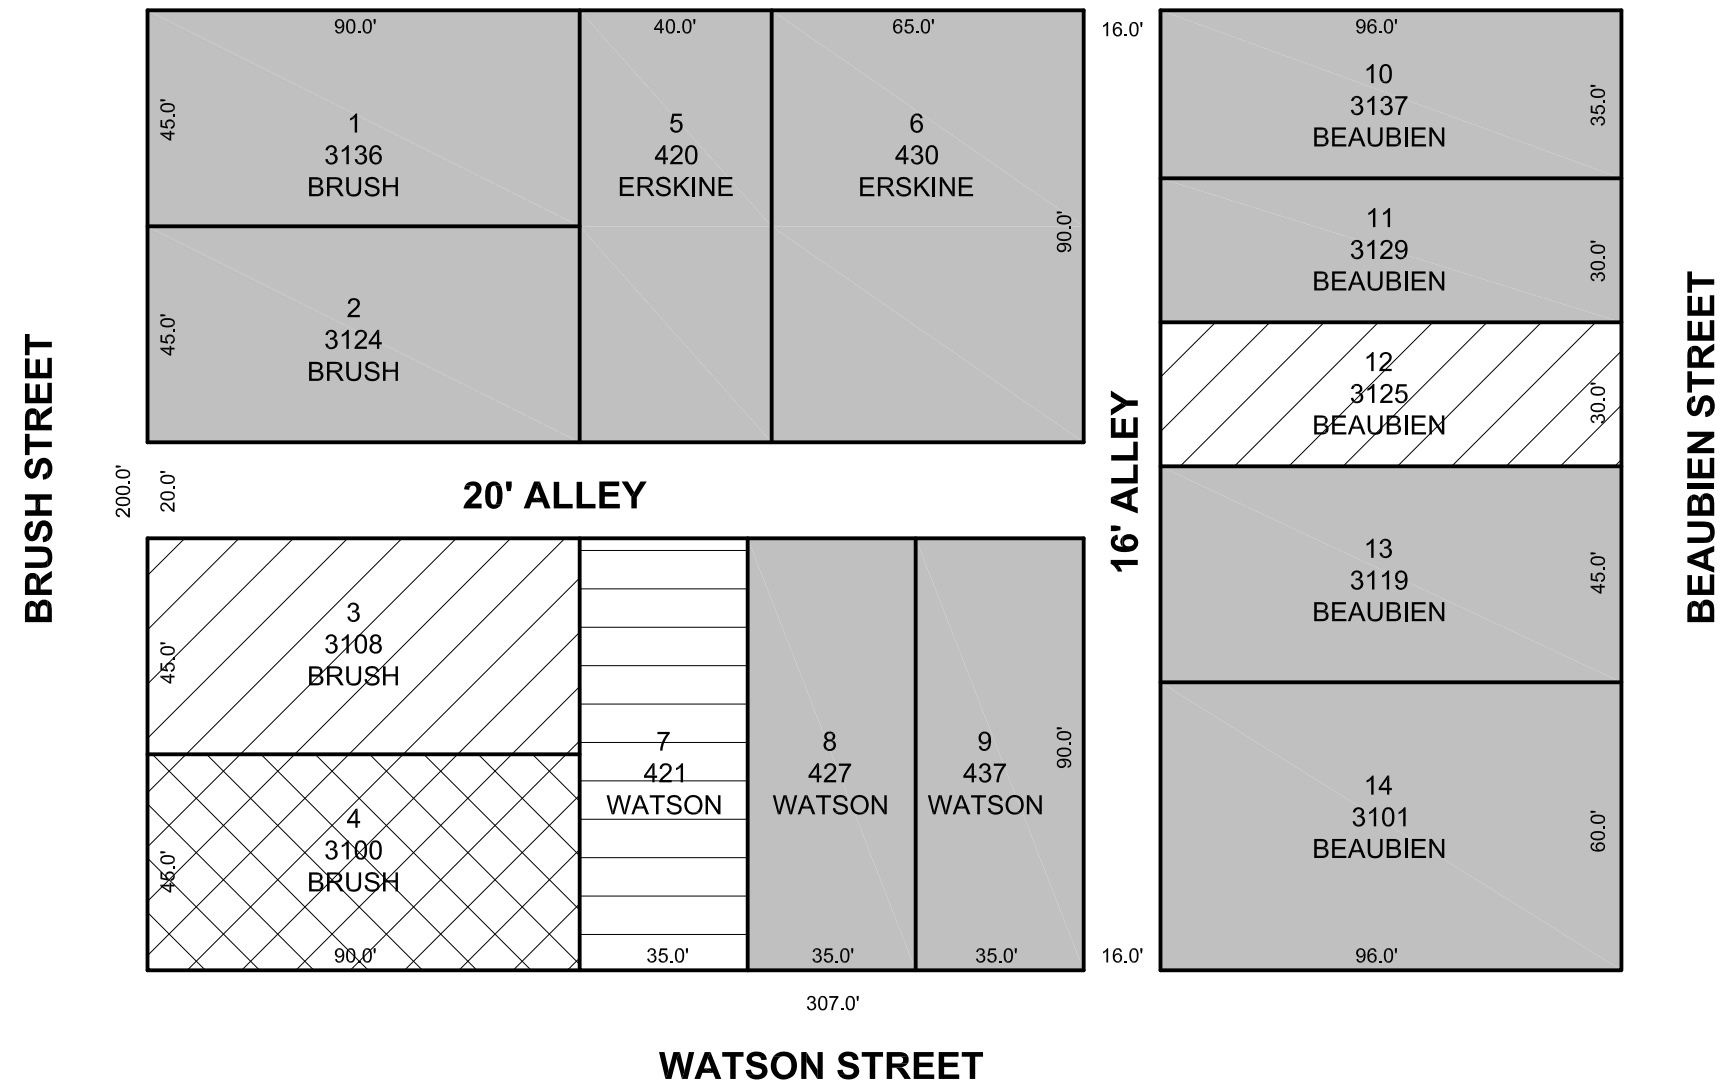 90.0'
40.0'
65.0'
16.0'
96.0'
45.0'
1
3136
BRUSH
5
420
ERSKINE
6
430
ERSKINE
90.0'
10
3137
BEAUBIEN
35.0'
11
3129
BEAUBIEN
30.0'
45.0'
2
3124
BRUSH
12
3125
BEAUBIEN
30.0'
BRUSH STREET
200.0'
20.0'
20' ALLEY
16' ALLEY
BEAUBIEN STREET
13
3119
BEAUBIEN
45.0'
45.0'
3
3108
BRUSH
7
421
WATSON
8
427
WATSON
9
437
WATSON
90.0'
45.0'
4
3100
BRUSH
14
3101
BEAUBIEN
60.0'
90.0'
35.0'
35.0'
35.0'
16.0'
96.0'
307.0'
WATSON STREET